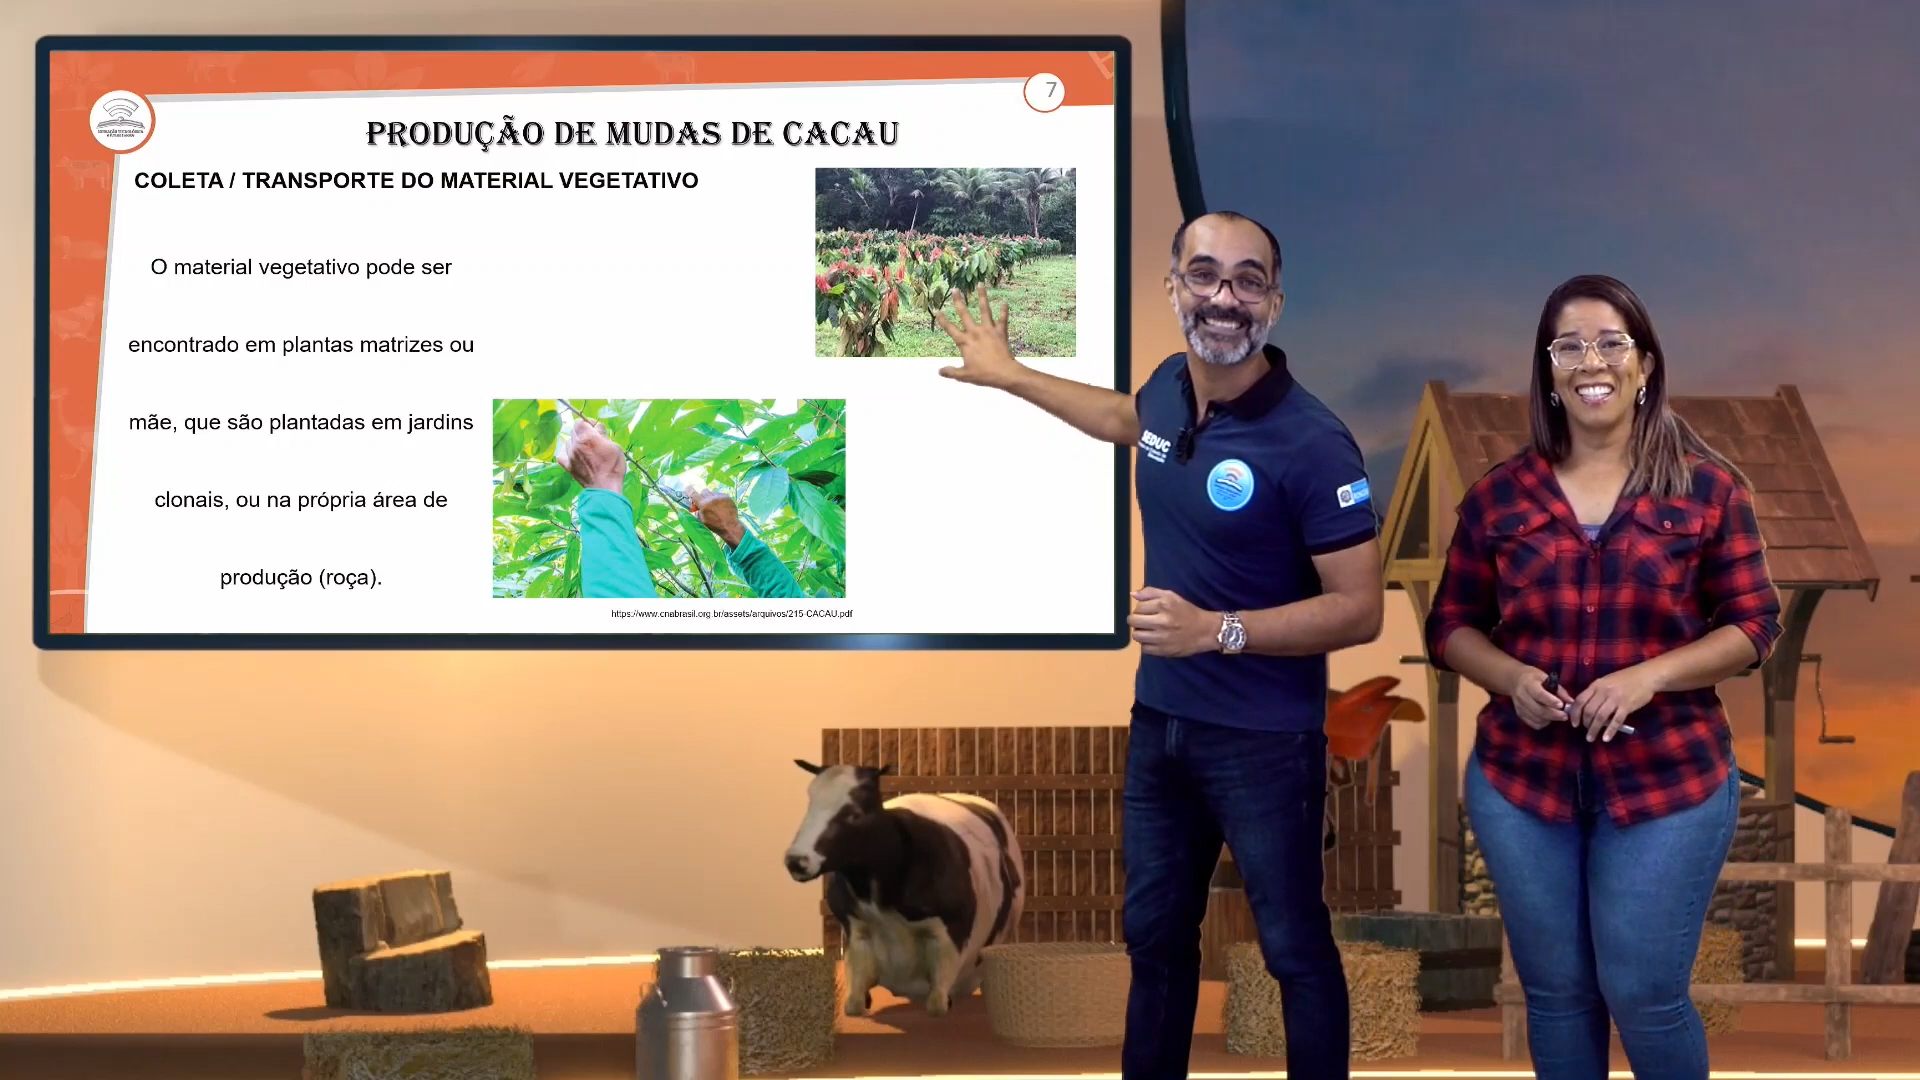 7
PRODUÇÃO DE MUDAS DE CACAU
COLETA / TRANSPORTE DO MATERIAL VEGETATIVO
O material vegetativo pode ser
encontrado em plantas matrizes ou
mãe, que são plantadas em jardins
clonais, ou na própria área de
produção (roça).
https://www.cnabrasil.org.br/assets/arquivos/215-CACAU.pdf
SEDUC